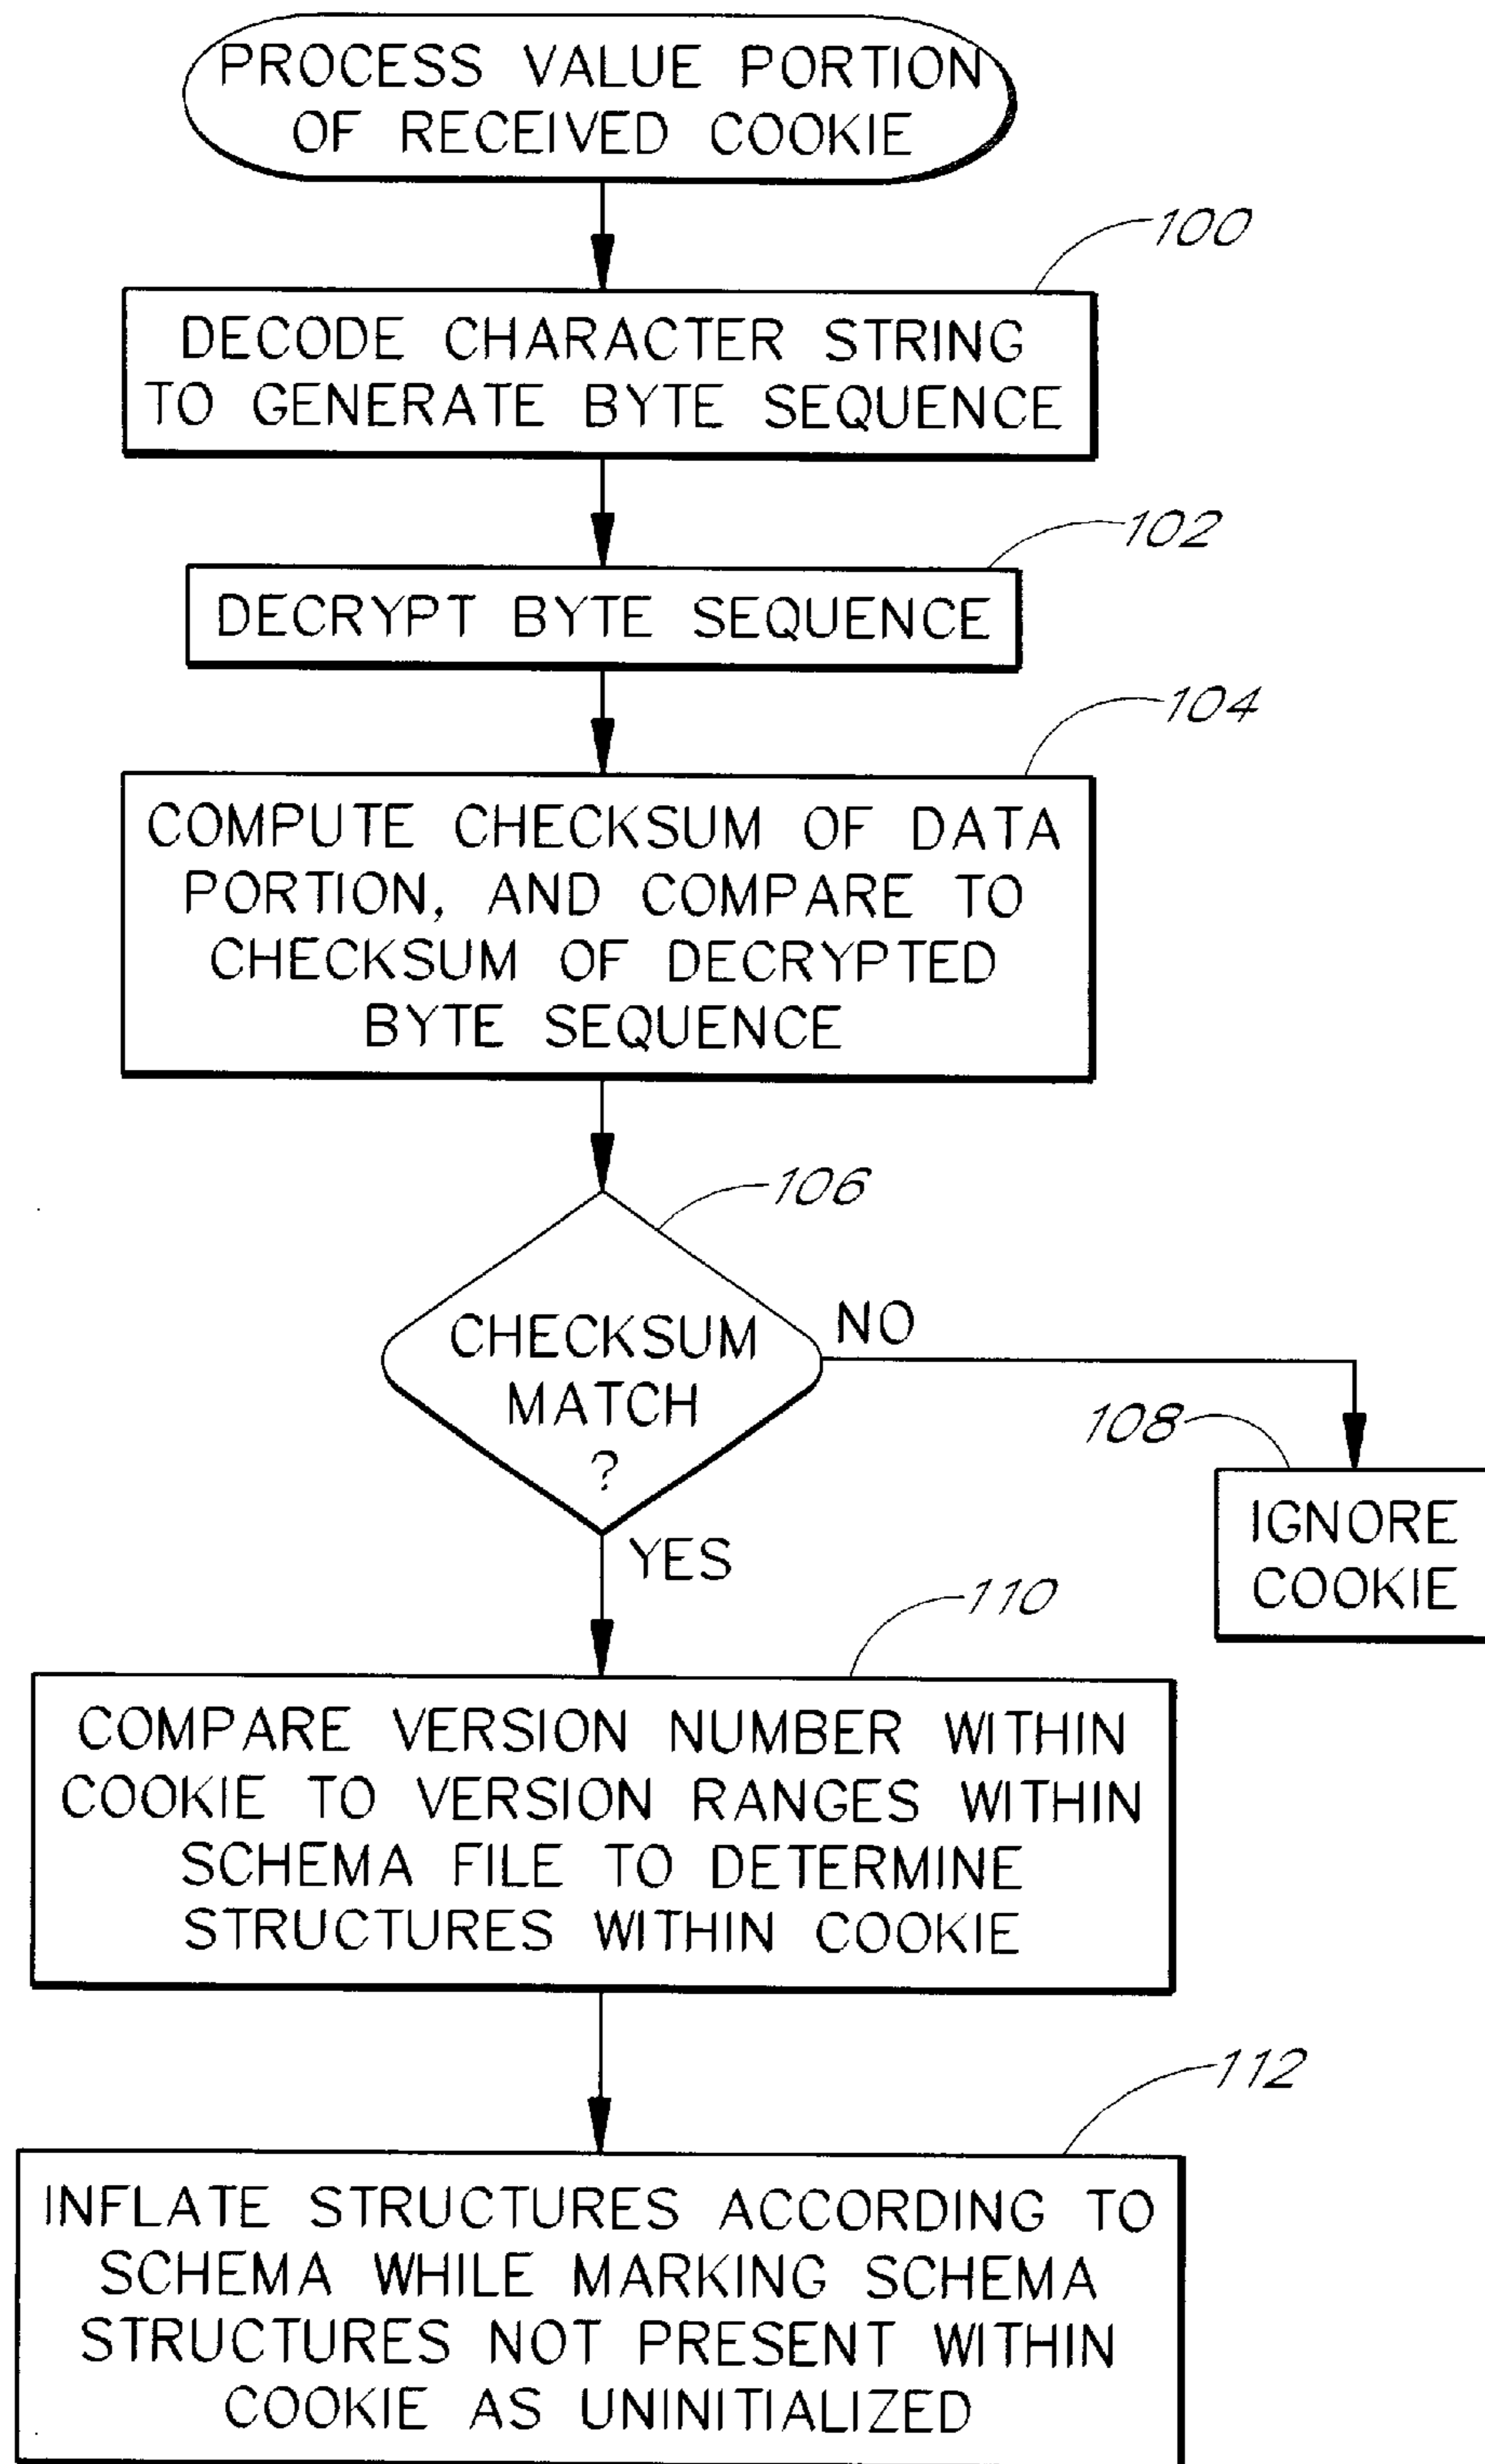 PROCESS VALUE PORTION
OF RECEIVED COOKIE
100
DECODE CHARACTER STRING
TO GENERATE BYTE SEQUENCE
102
DECRYPT BYTE SEQUENCE
104
COMPUTE CHECKSUM OF DATA
PORTION, AND COMPARE TO
CHECKSUM OF DECRYPTED
BYTE SEQUENCE
106
CHECKSUM
MATCH
?
NO
108
IGNORE
COOKIE
YES
110
COMPARE VERSION NUMBER WITHIN
COOKIE TO VERSION RANGES WITHIN
SCHEMA FILE TO DETERMINE
STRUCTURES WITHIN COOKIE
112
INFLATE STRUCTURES ACCORDING TO
SCHEMA WHILE MARKING SCHEMA
STRUCTURES NOT PRESENT WITHIN
COOKIE AS UNINITIALIZED